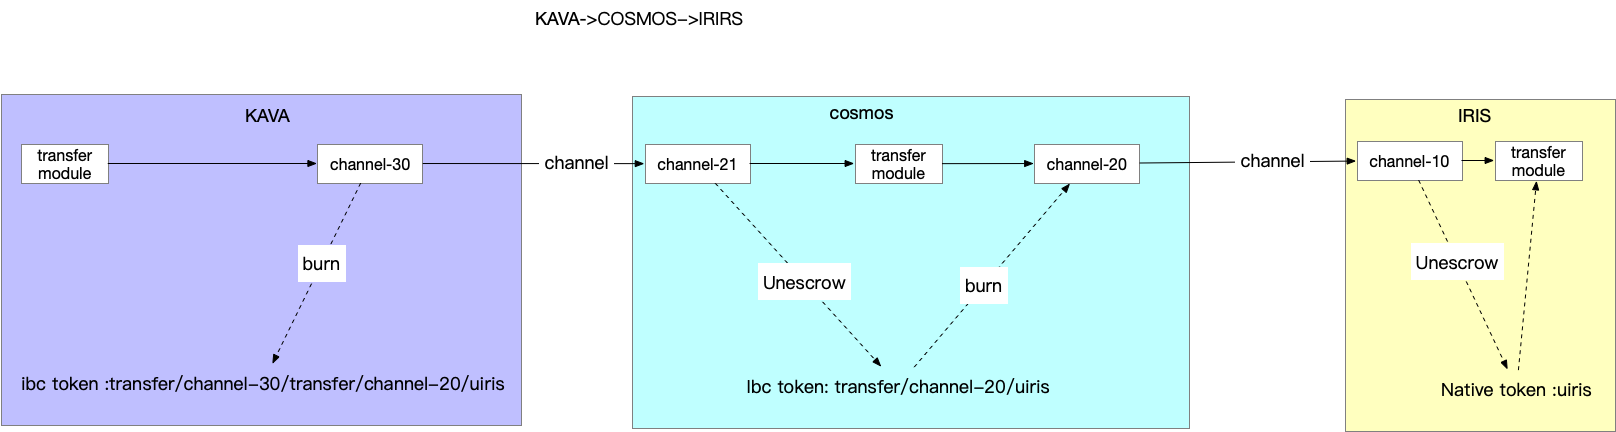 KAVA->COSMOS->IRIRS
KAVA
transfer
module
channel-30
burn
ibc token :transfer/channel-30/transfer/channel-20/uiris
channel
cosmos
channel-21
transfer
module
channel-20
Unescrow
burn
Ibc token: transfer/channel-20/uiris
channel
IRIS
channel-10
transfer
module
Unescrow
Native token :uiris